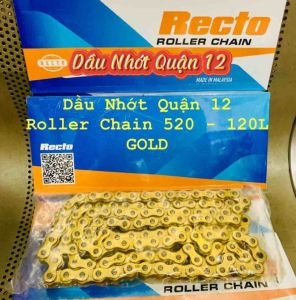 Recto
ROLLER CHAIN
RECTO
Dầu Nhớt Quận 12
MADE IN MALAYSIA
Dầu Nhớt Quận 12
Roller Chain 520 - 120L
GOLD
Recto